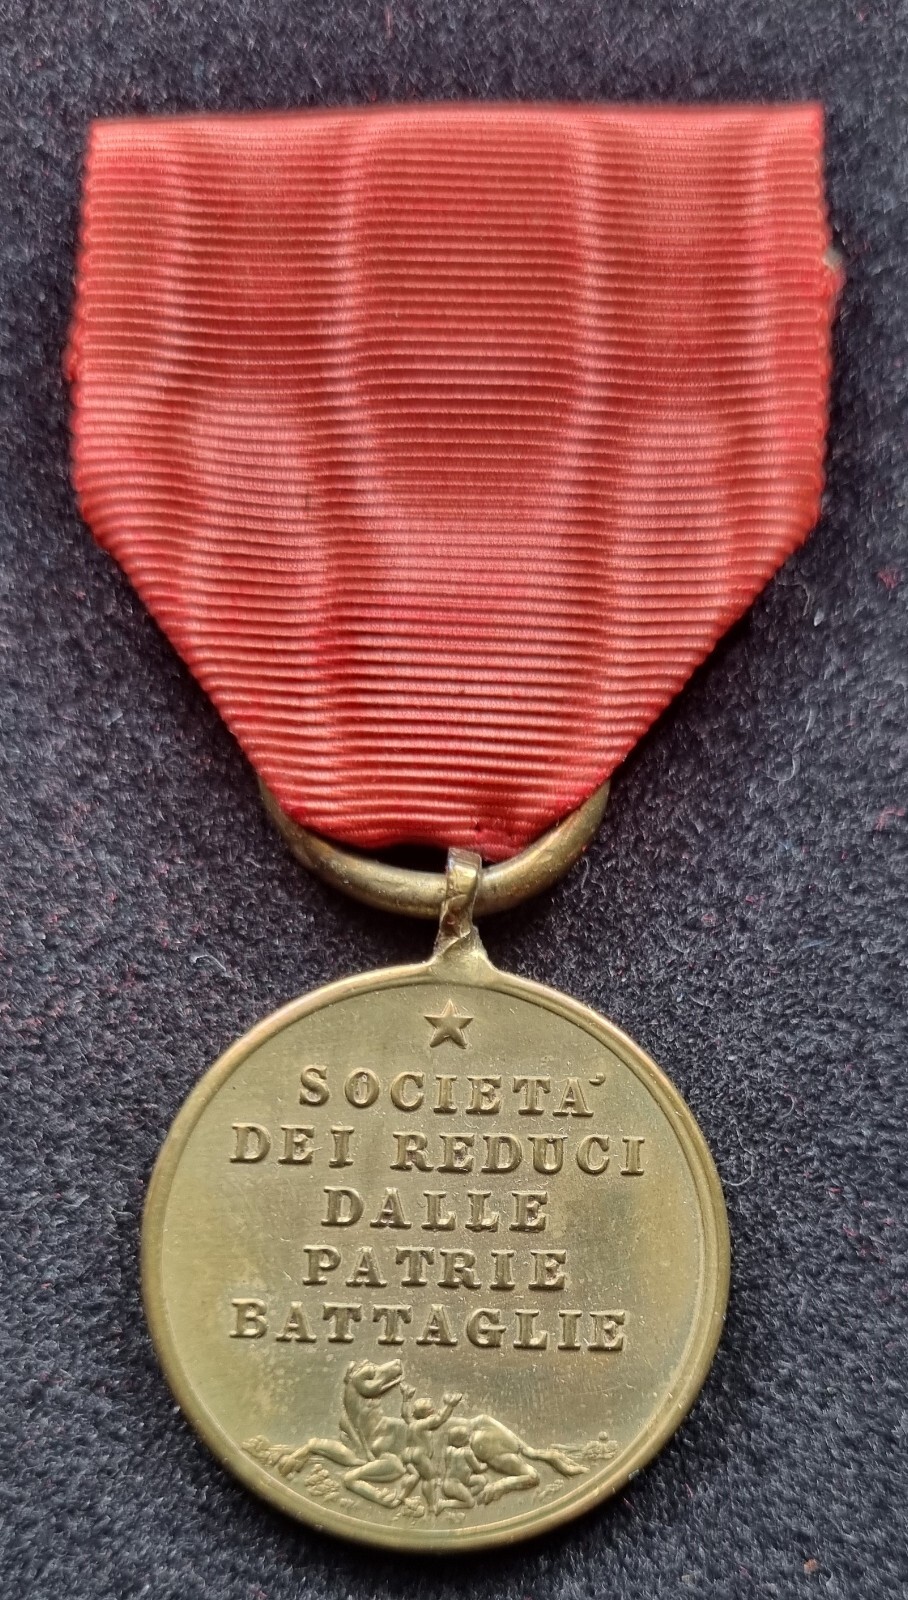 SOCIETA'
DEI REDUCI
DALLE
PATRIE
BATTAGLIE